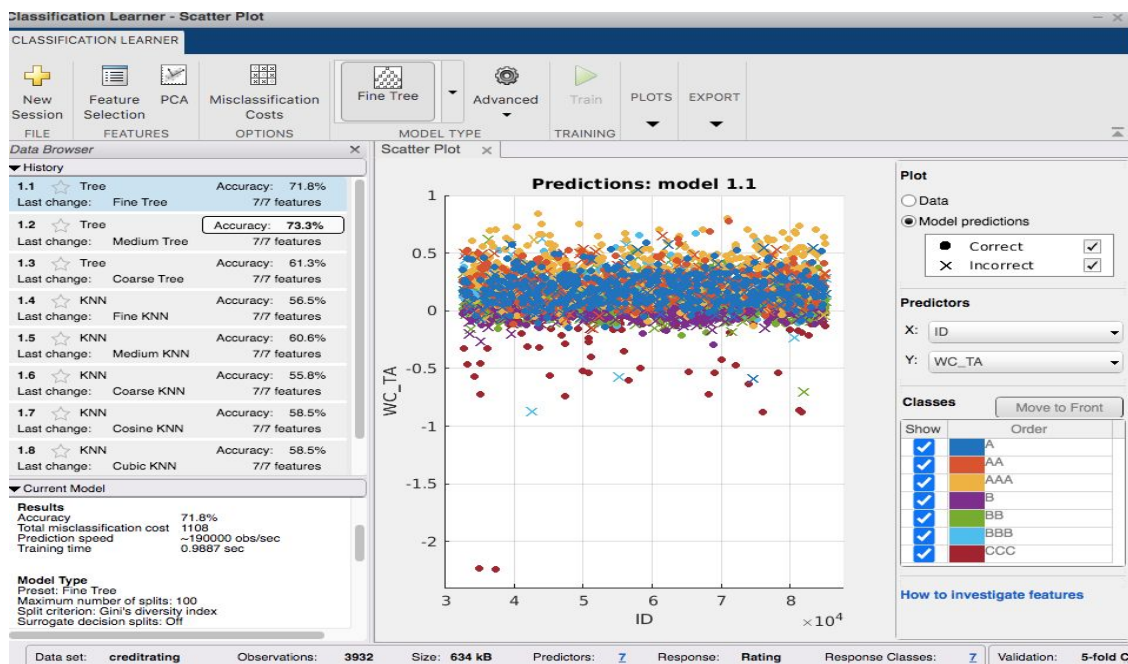 Classification Learner - Scatter Plot
CLASSIFICATION LEARNER
New Session
Feature Selection
PCA
Misclassification Costs
Fine Tree
Advanced
Train
PLOTS
EXPORT
FILE
FEATURES
OPTIONS
MODEL TYPE
TRAINING
Data Browser
History
1.1 Tree Accuracy: 71.8%
Last change: Fine Tree 7/7 features
1.2 Tree Accuracy: 73.3%
Last change: Medium Tree 7/7 features
1.3 Tree Accuracy: 61.3%
Last change: Coarse Tree 7/7 features
1.4 KNN Accuracy: 56.5%
Last change: Fine KNN 7/7 features
1.5 KNN Accuracy: 60.6%
Last change: Medium KNN 7/7 features
1.6 KNN Accuracy: 55.8%
Last change: Coarse KNN 7/7 features
1.7 KNN Accuracy: 58.5%
Last change: Cosine KNN 7/7 features
1.8 KNN Accuracy: 58.5%
Last change: Cubic KNN 7/7 features
Current Model
Results
Accuracy 71.8%
Total misclassification cost 1108
Prediction speed ~190000 obs/sec
Training time 0.9887 sec
Model Type
Preset: Fine Tree
Maximum number of splits: 100
Split criterion: Gini's diversity index
Surrogate decision splits: Off
Scatter Plot
Predictions: model 1.1
1
0.5
0
-0.5
-1
-1.5
-2
WC_TA
3 4 5 6 7 8
×10⁴
ID
Plot
Data
Model predictions
Correct
Incorrect
Predictors
X: ID
Y: WC_TA
Classes
Move to Front
Show Order
A
AA
AAA
B
BB
BBB
CCC
How to investigate features
Data set: creditrating Observations: 3932 Size: 634 kB Predictors: 7 Response: Rating Response Classes: 7 Validation: 5-fold C